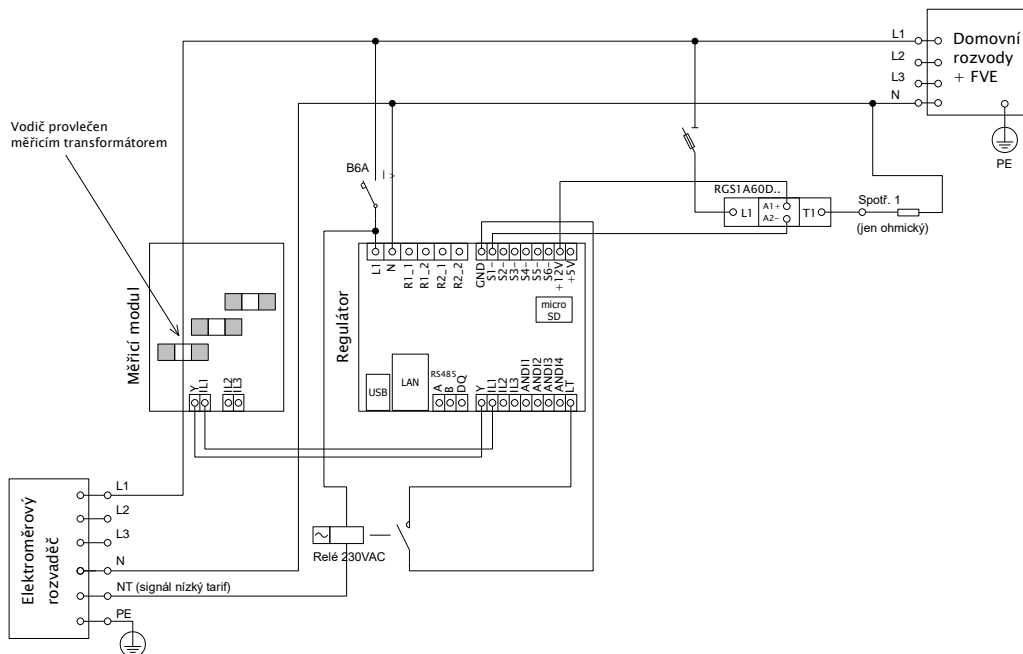 L1
L2
L3
N
Domovní
rozvody
+ FVE
PE
Vodič provlečen
měřicím transformátorem
B6A
I >
RGS1A60D..
L1
A1+
A2-
T1
Spotř. 1
(jen ohmický)
L1
N
R1_1
R1_2
R2_1
R2_2
GND
S1-
S2-
S3-
S4-
S5-
S6-
+12V
+5V
Regulátor
micro
SD
USB
LAN
RS485
A
B
DQ
Y
IL1
IL2
IL3
ANDI1
ANDI2
ANDI3
ANDI4
LT
Měřicí modul
Y
IL1
IL2
IL3
Elektroměrový
rozvaděč
L1
L2
L3
N
NT (signál nízký tarif)
PE
Relé 230VAC